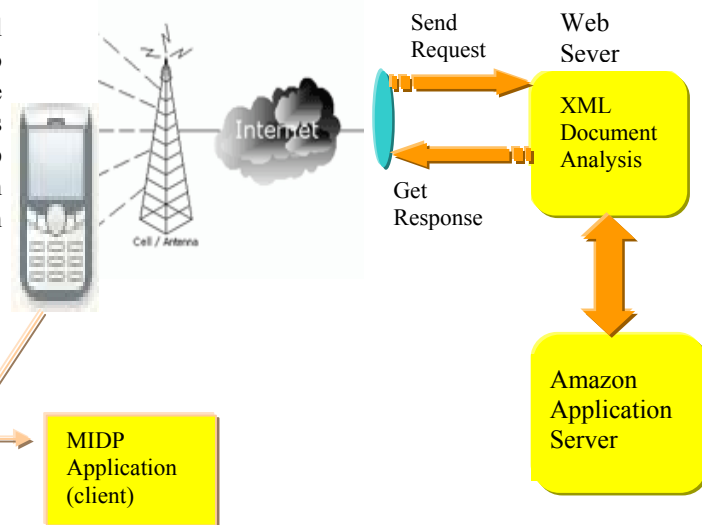 Send
Request
Web
Sever
XML
Document
Analysis
Internet
Get
Response
Cell / Antenna
Amazon
Application
Server
MIDP
Application
(client)